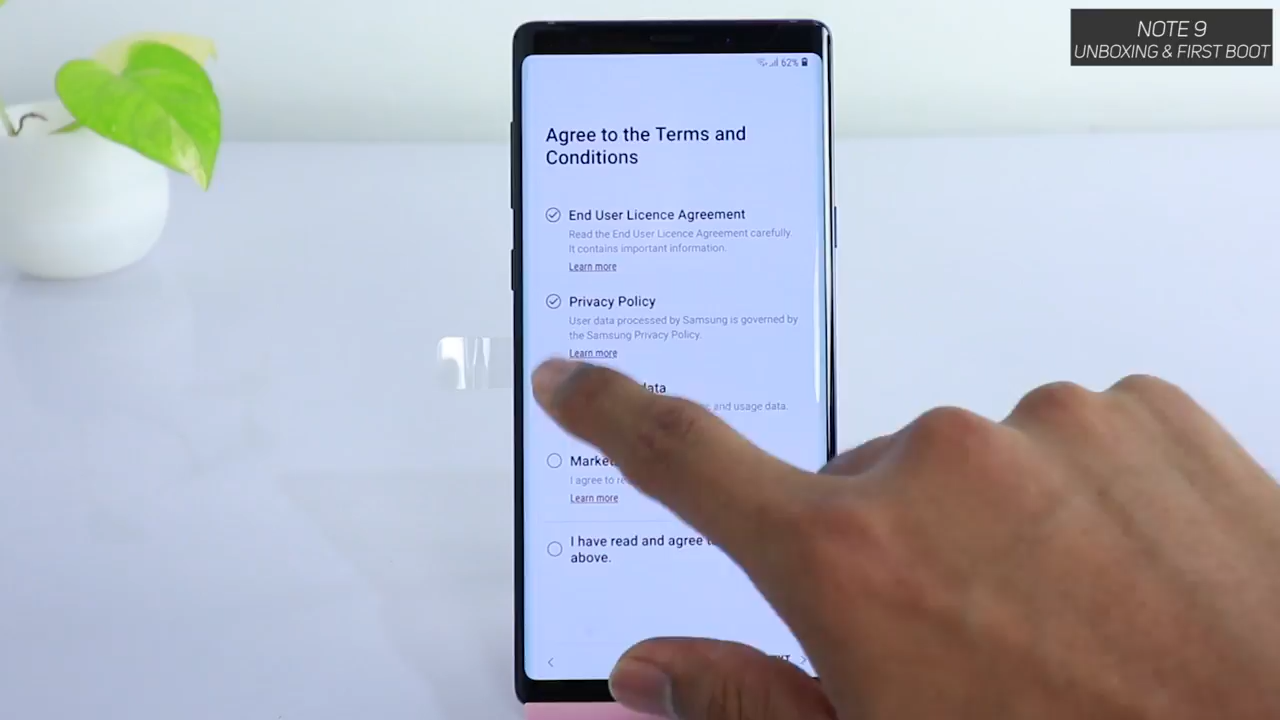 NOTE 9
UNBOXING & FIRST BOOT
62%
Agree to the Terms and
Conditions
End User Licence Agreement
Read the End User Licence Agreement carefully.
It contains important information.
Learn more
Privacy Policy
User data processed by Samsung is governed by
the Samsung Privacy Policy.
Learn more
data
and usage data.
Learn more
I have read and agree
above.